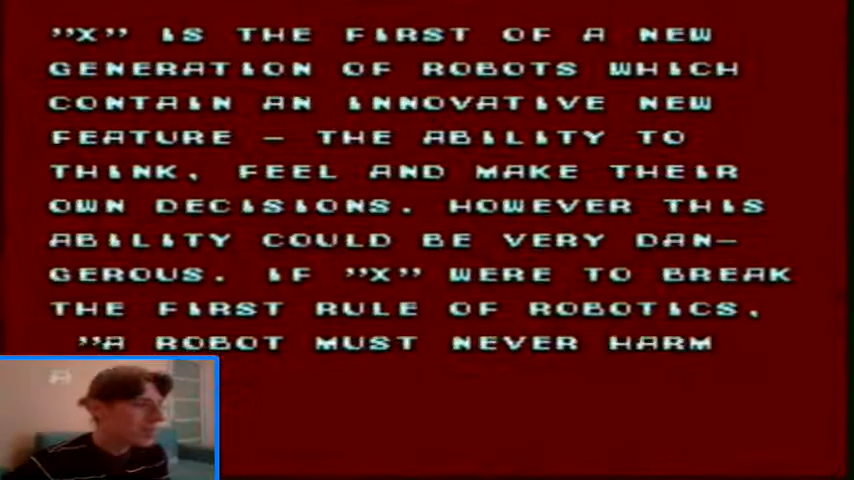 "X" IS THE FIRST OF A NEW
GENERATION OF ROBOTS WHICH
CONTAIN AN INNOVATIVE NEW
FEATURE – THE ABILITY TO
THINK, FEEL AND MAKE THEIR
OWN DECISIONS. HOWEVER THIS
ABILITY COULD BE VERY DAN–
GEROUS. IF "X" WERE TO BREAK
THE FIRST RULE OF ROBOTICS,
"A ROBOT MUST NEVER HARM
A